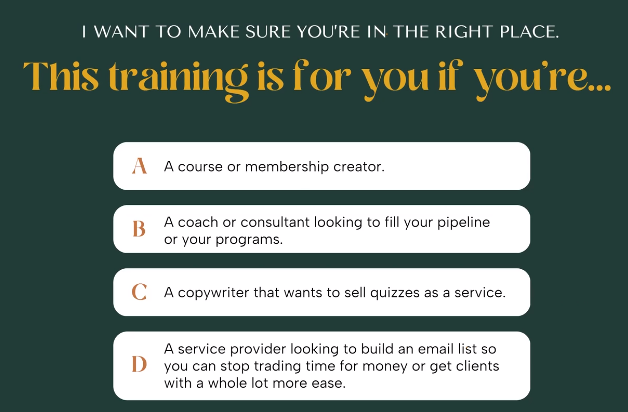 I WANT TO MAKE SURE YOU'RE IN THE RIGHT PLACE.
This training is for you if you're...
A A course or membership creator.
B A coach or consultant looking to fill your pipeline
or your programs.
C A copywriter that wants to sell quizzes as a service.
D A service provider looking to build an email list so
you can stop trading time for money or get clients
with a whole lot more ease.